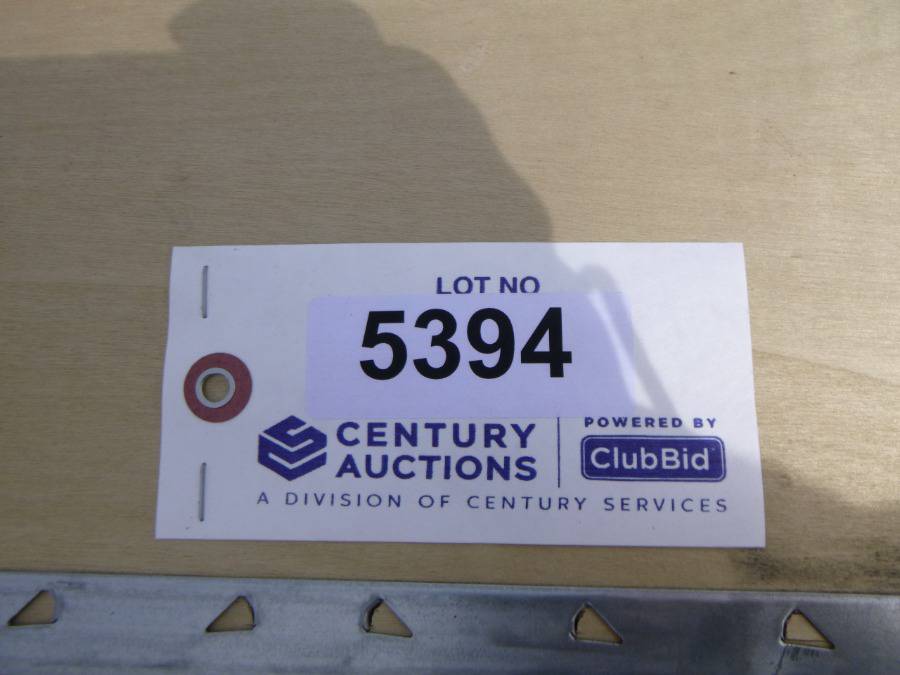 LOT NO
5394
CENTURY
AUCTIONS
POWERED BY
ClubBid
A DIVISION OF CENTURY SERVICES